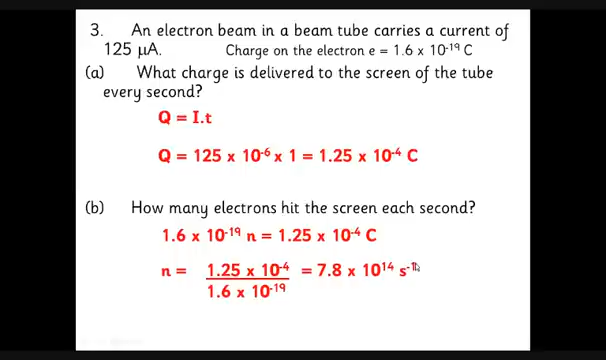 3. An electron beam in a beam tube carries a current of
125 μA. Charge on the electron e = 1.6 x 10⁻¹⁹ C
(a) What charge is delivered to the screen of the tube
every second?
Q = I.t
Q = 125 x 10⁻⁶ x 1 = 1.25 x 10⁻⁴ C
(b) How many electrons hit the screen each second?
1.6 x 10⁻¹⁹ n = 1.25 x 10⁻⁴ C
n = 1.25 x 10⁻⁴ = 7.8 x 10¹⁴ s⁻¹
1.6 x 10⁻¹⁹